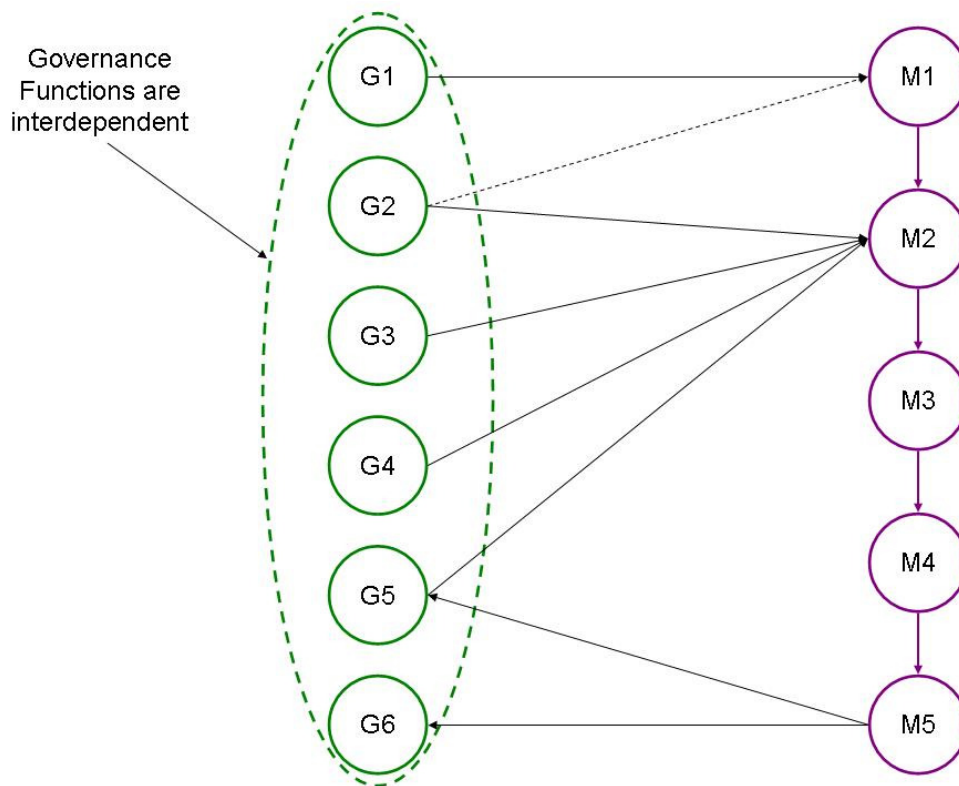 Governance
Functions are
interdependent
G1
M1
G2
M2
G3
M3
G4
M4
G5
M5
G6